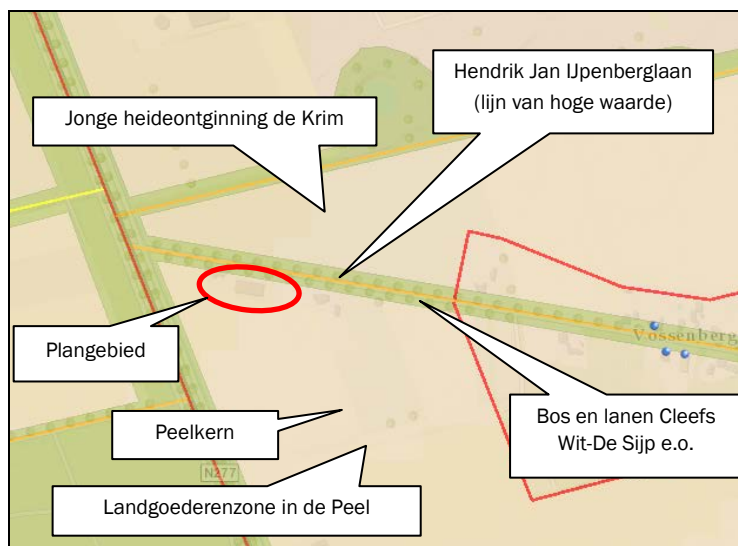 Hendrik Jan IJpenberglaan
(lijn van hoge waarde)
Jonge heideontginning de Krim
Plangebied
Vossenberg
Peelkern
Bos en lanen Cleefs
Wit-De Sijp e.o.
N277
Landgoederenzone in de Peel